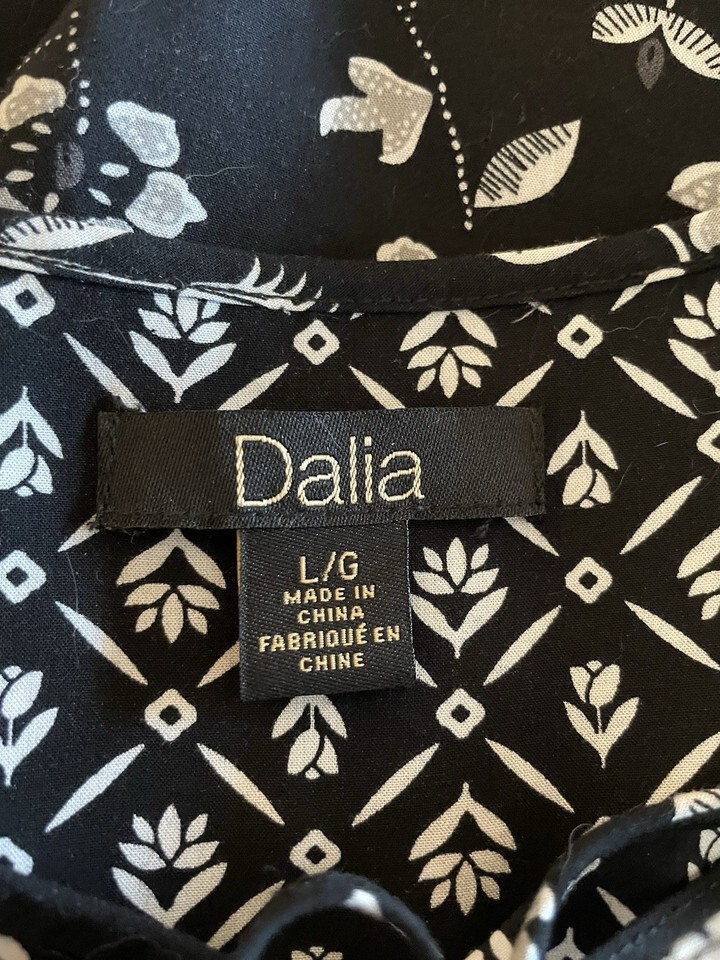 Dalia
L/G
MADE IN
CHINA
FABRIQUÉ EN
CHINE